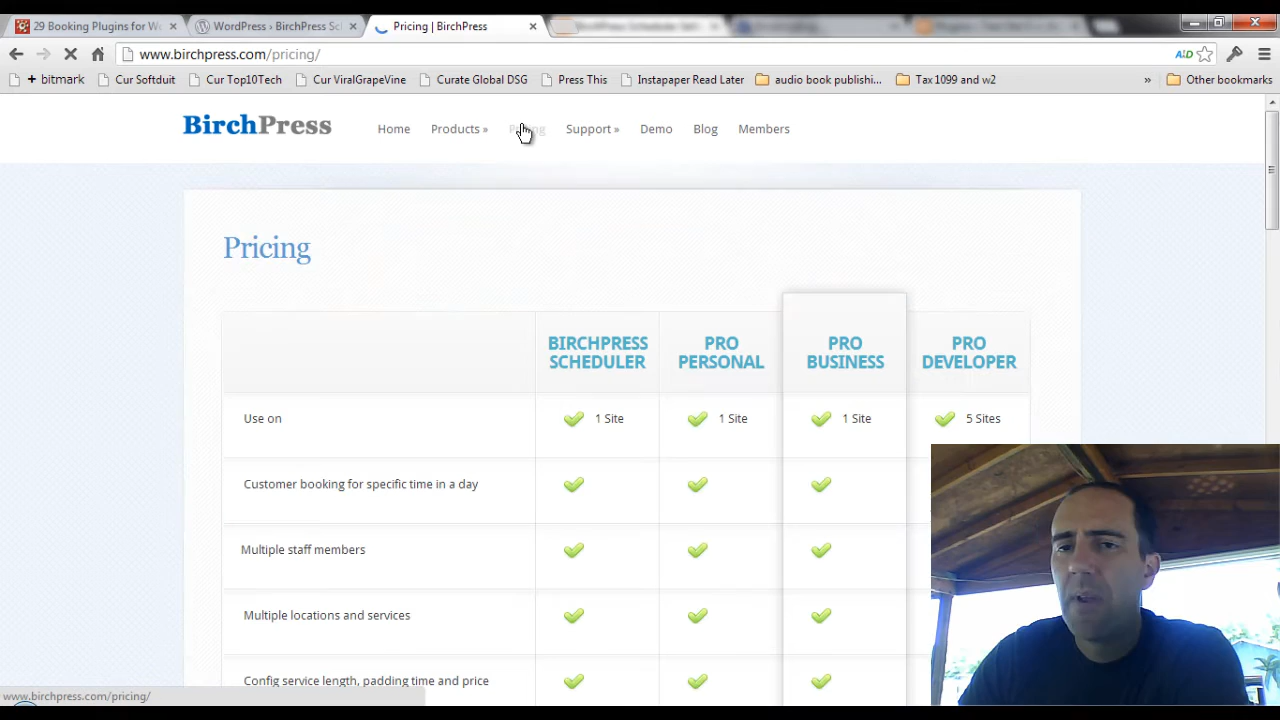 29 Booking Plugins for W
WordPress › BirchPress Sc
Pricing | BirchPress
www.birchpress.com/pricing/
+ bitmark
Cur Softduit
Cur Top10Tech
Cur ViralGrapeVine
Curate Global DSG
Press This
Instapaper Read Later
audio book publishi...
Tax 1099 and w2
»
Other bookmarks
BirchPress
Home
Products »
Pricing
Support »
Demo
Blog
Members
Pricing
BIRCHPRESS
SCHEDULER
PRO
PERSONAL
PRO
BUSINESS
PRO
DEVELOPER
Use on
1 Site
1 Site
1 Site
5 Sites
Customer booking for specific time in a day
Multiple staff members
Multiple locations and services
Config service length, padding time and price
www.birchpress.com/pricing/